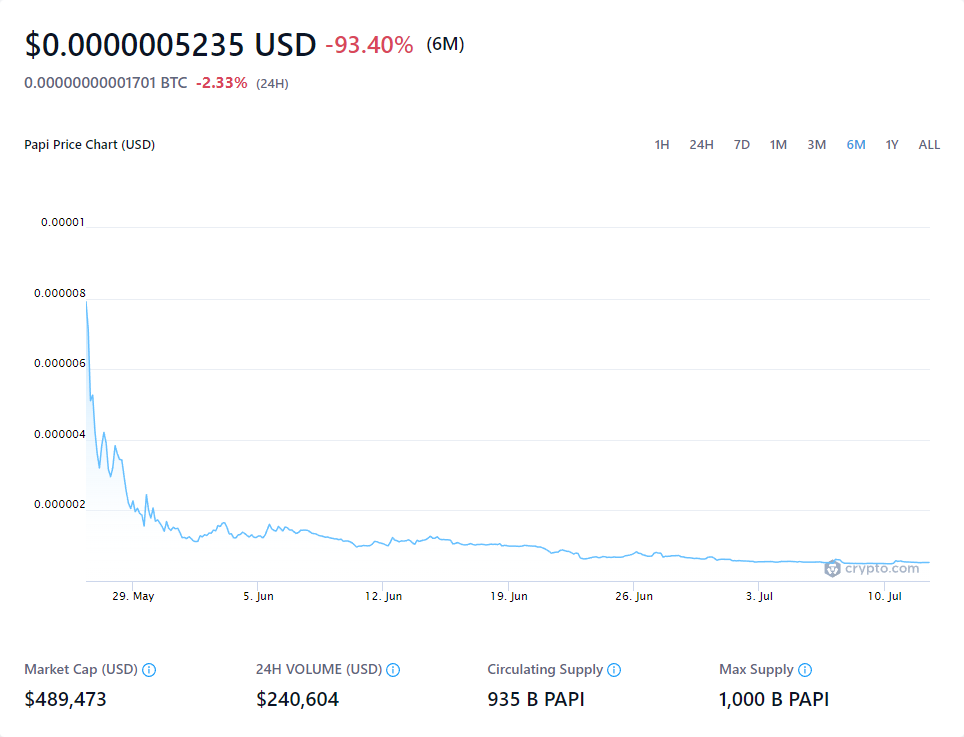 $0.0000005235 USD -93.40% (6M)
0.00000000001701 BTC -2.33% (24H)
Papi Price Chart (USD) 1H 24H 7D 1M 3M 6M 1Y ALL
0.00001
0.000008
0.000006
0.000004
0.000002
crypto.com
29. May 5. Jun 12. Jun 19. Jun 26. Jun 3. Jul 10. Jul
Market Cap (USD) 24H VOLUME (USD) Circulating Supply Max Supply
$489,473 $240,604 935 B PAPI 1,000 B PAPI